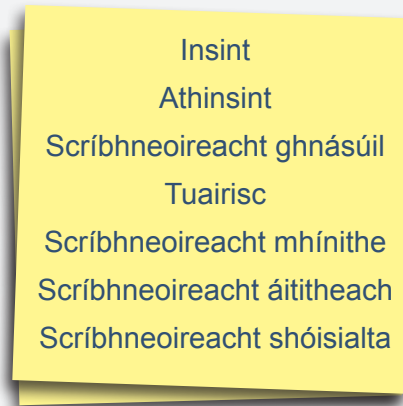 Insint
Athinsint
Scríbhneoireacht ghnásúil
Tuairisc
Scríbhneoireacht mhínithe
Scríbhneoireacht áititheach
Scríbhneoireacht shóisialta